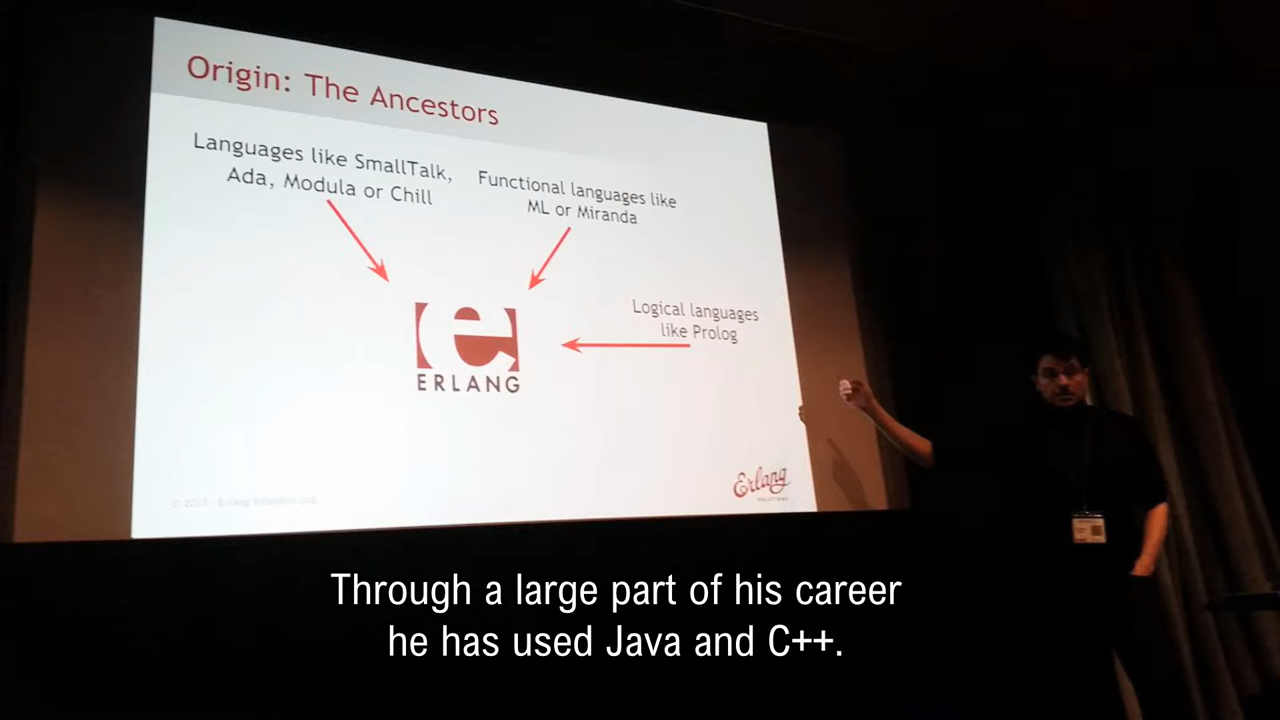 Origin: The Ancestors
Languages like SmallTalk,
Ada, Modula or Chill
Functional languages like
ML or Miranda
Logical languages
like Prolog
ERLANG
Erlang
SOLUTIONS
Through a large part of his career
he has used Java and C++.